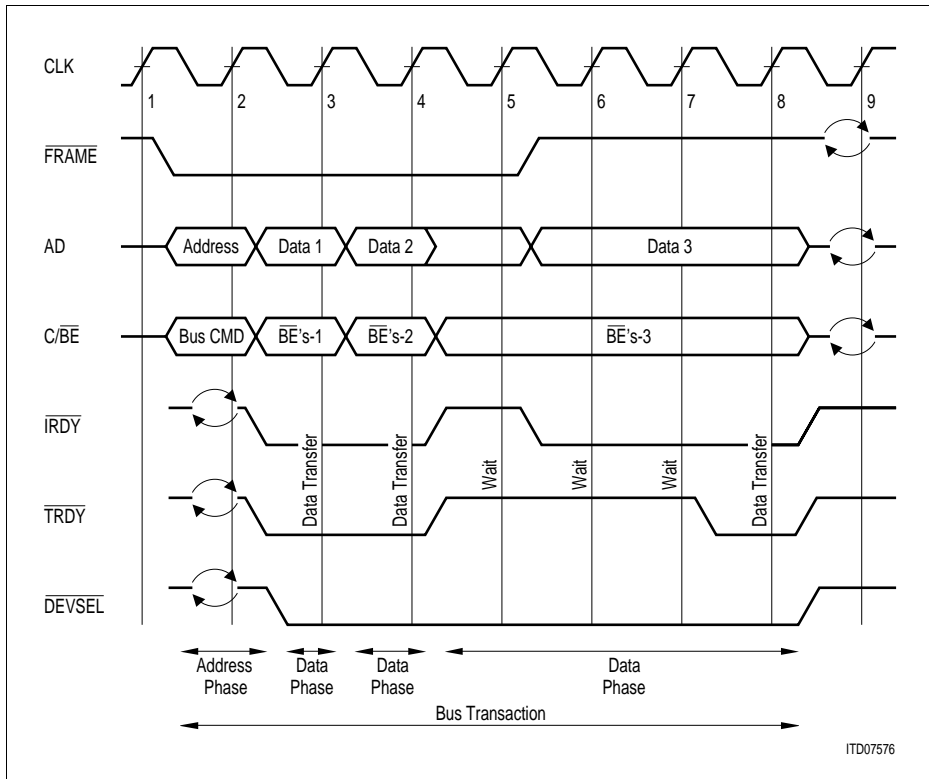 CLK
1 2 3 4 5 6 7 8 9
FRAME
AD Address Data 1 Data 2 Data 3
C/BE Bus CMD BE's-1 BE's-2 BE's-3
IRDY
Data Transfer
Data Transfer
Wait
Wait
Wait
Data Transfer
TRDY
DEVSEL
Address Phase
Data Phase
Data Phase
Data Phase
Bus Transaction
ITD07576